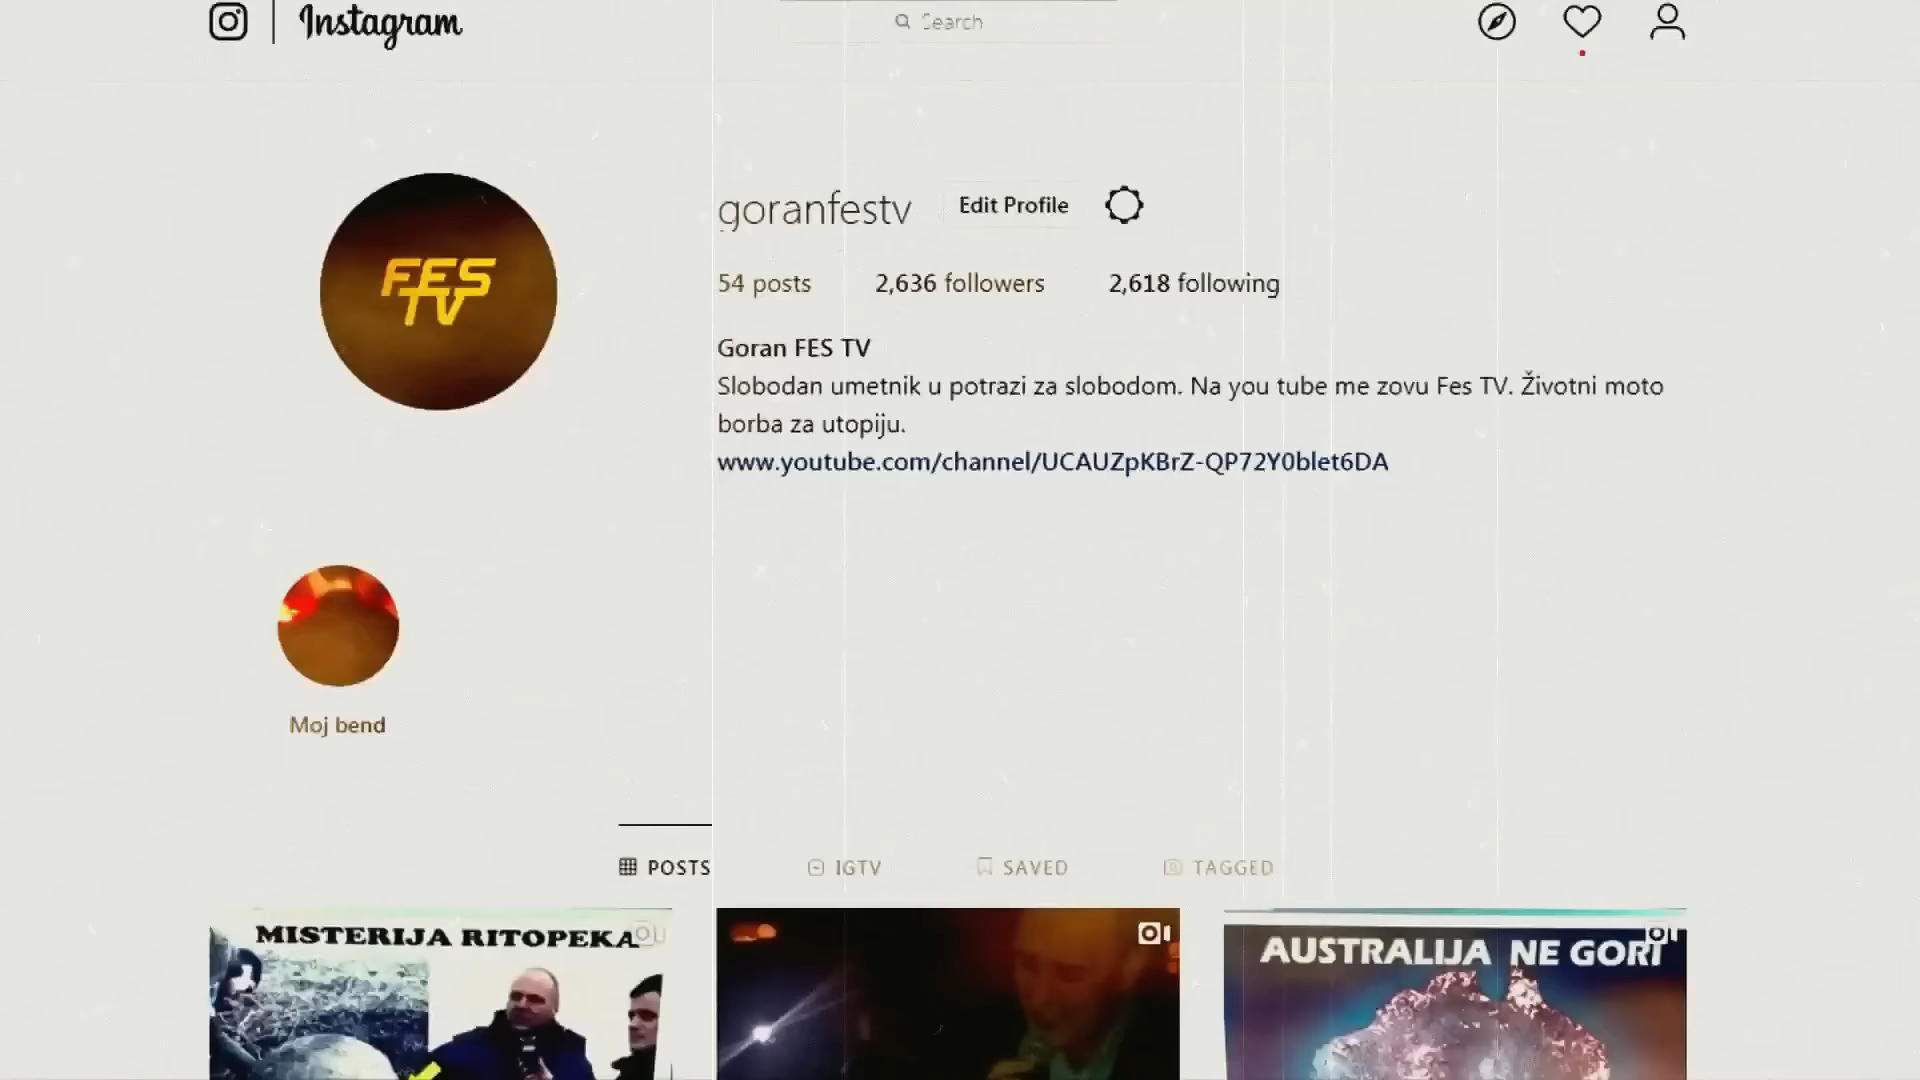 Instagram
Search
goranfestv Edit Profile
54 posts 2,636 followers 2,618 following
Goran FES TV
Slobodan umetnik u potrazi za slobodom. Na you tube me zovu Fes TV. Životni moto
borba za utopiju.
www.youtube.com/channel/UCAUZpKBrZ-QP72Y0blet6DA
FES
TV
Moj bend
POSTS IGTV SAVED TAGGED
MISTERIJA RITOPEKA
AUSTRALIJA NE GORI